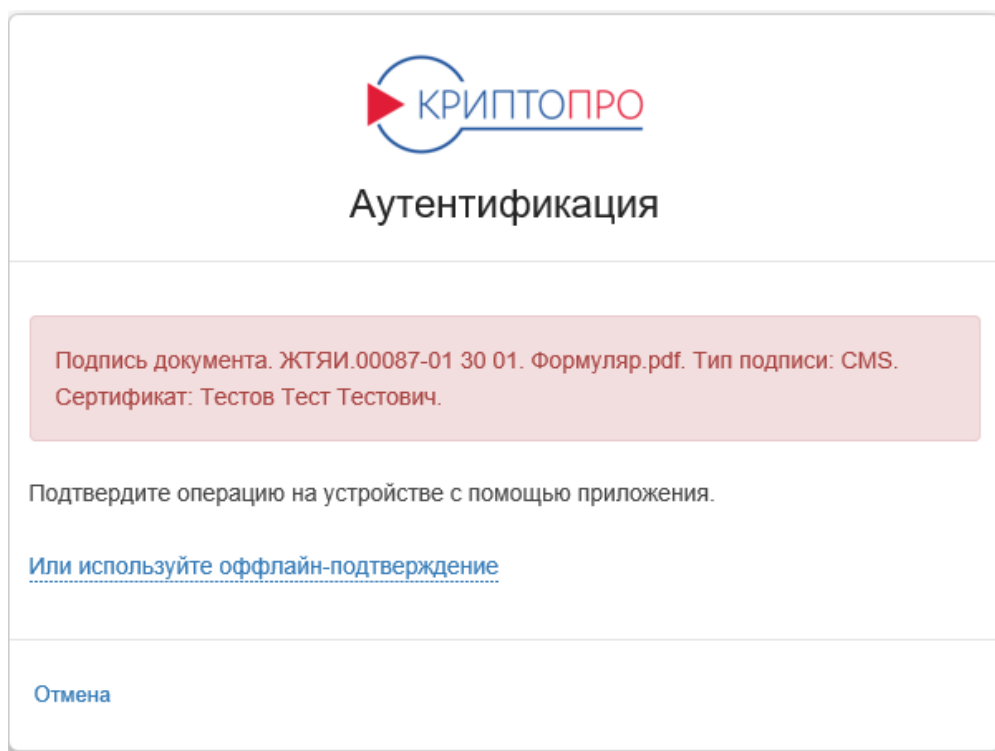 КРИПТОПРО
Аутентификация
Подпись документа. ЖТЯИ.00087-01 30 01. Формуляр.pdf. Тип подписи: CMS.
Сертификат: Тестов Тест Тестович.
Подтвердите операцию на устройстве с помощью приложения.
Или используйте оффлайн-подтверждение
Отмена